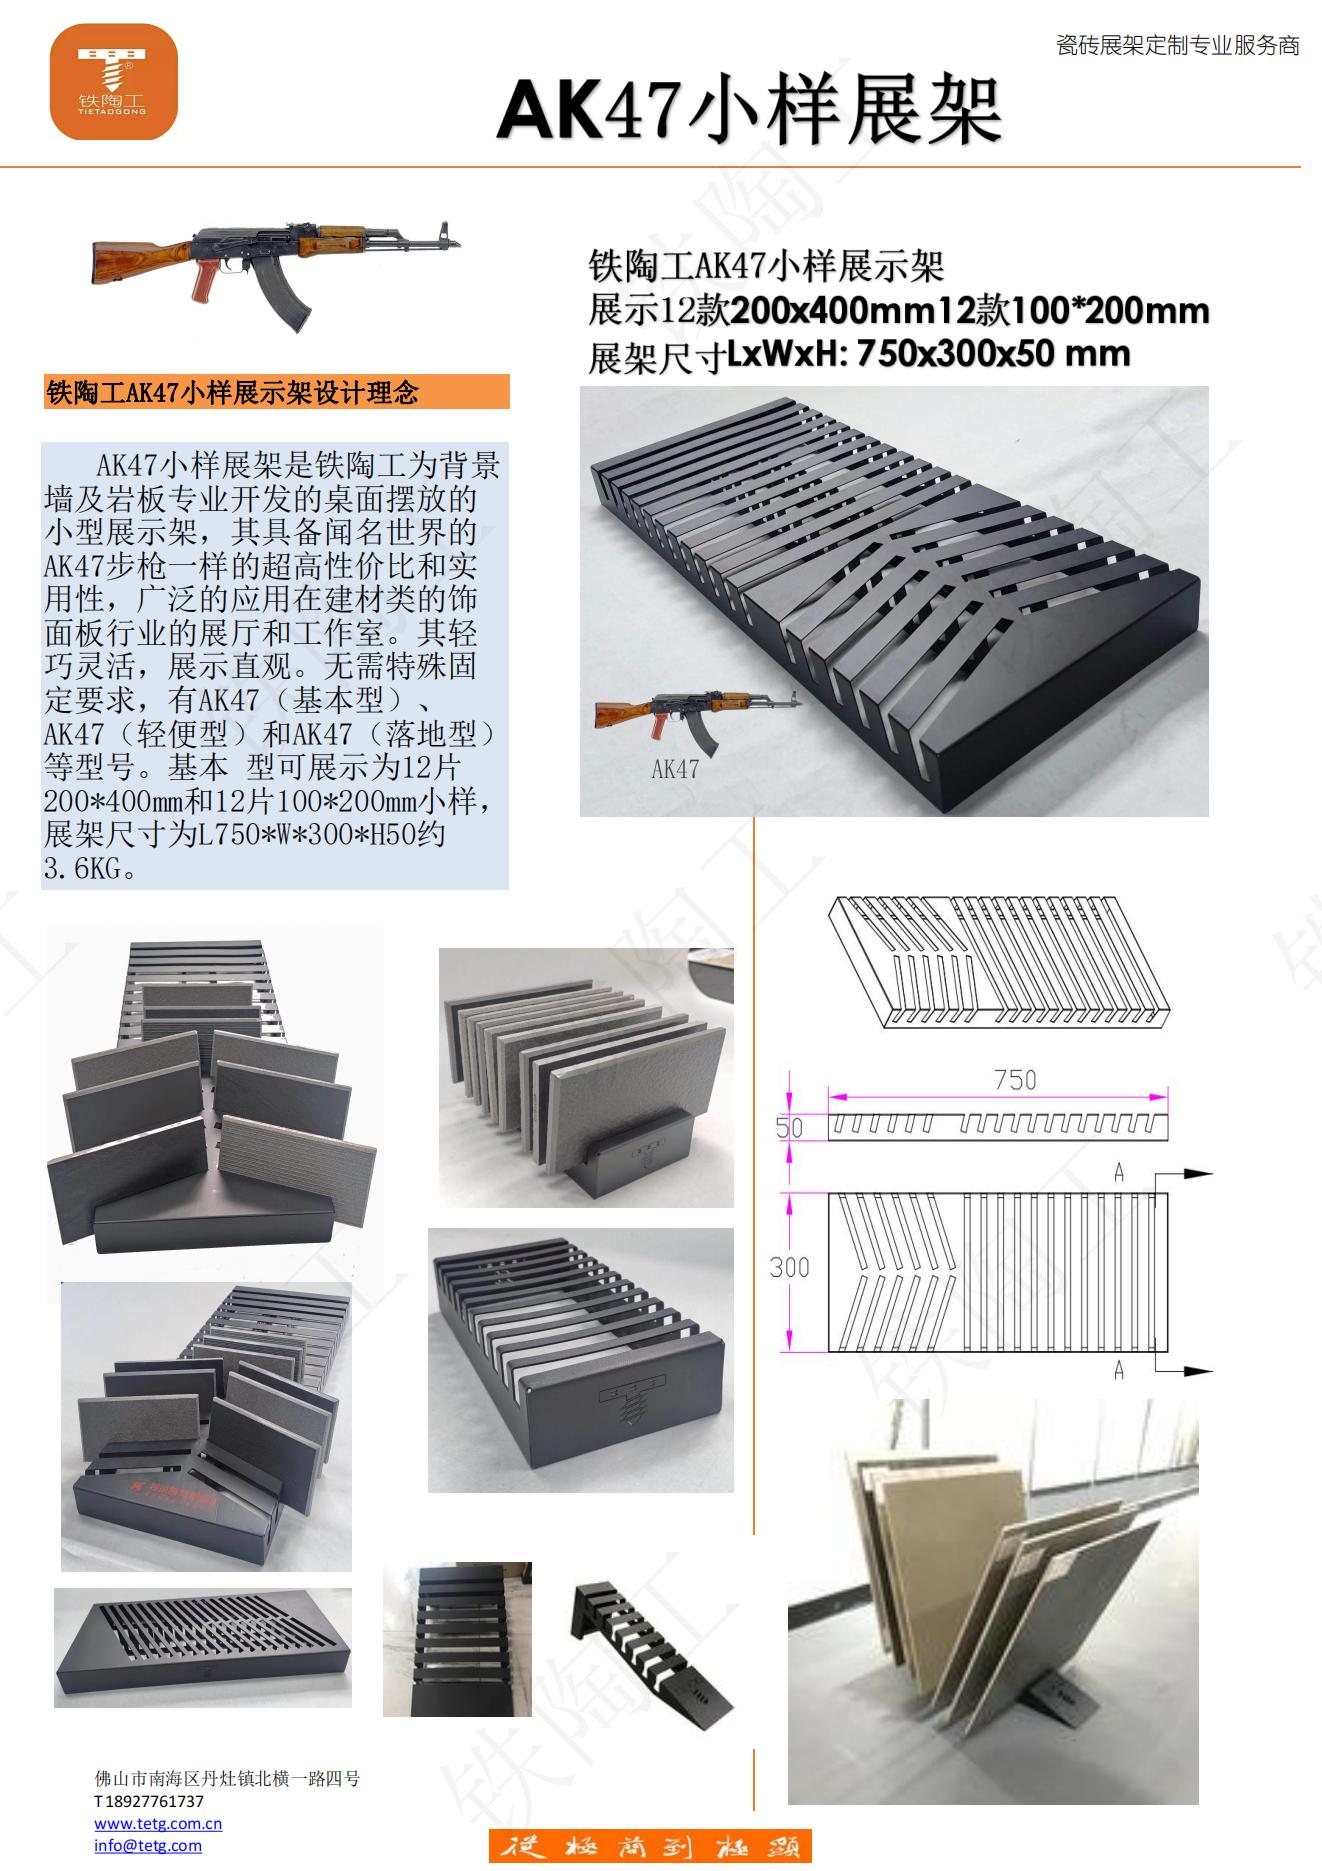 瓷砖展架定制专业服务商
铁陶工
TIETAOGONG
®
AK47小样展架
铁陶工AK47小样展示架
展示12款200x400mm12款100*200mm
展架尺寸LxWxH: 750x300x50 mm
铁陶工AK47小样展示架设计理念
AK47小样展架是铁陶工为背景
墙及岩板专业开发的桌面摆放的
小型展示架，其具备闻名世界的
AK47步枪一样的超高性价比和实
用性，广泛的应用在建材类的饰
面板行业的展厅和工作室。其轻
巧灵活，展示直观。无需特殊固
定要求，有AK47（基本型）、
AK47（轻便型）和AK47（落地型）
等型号。基本 型可展示为12片
200*400mm和12片100*200mm小样，
展架尺寸为L750*W*300*H50约
3.6KG。
AK47
750
50
A
300
A
佛山市南海区丹灶镇北横一路四号
T 18927761737
www.tetg.com.cn
info@tetg.com
从極简到極顯
铁陶工